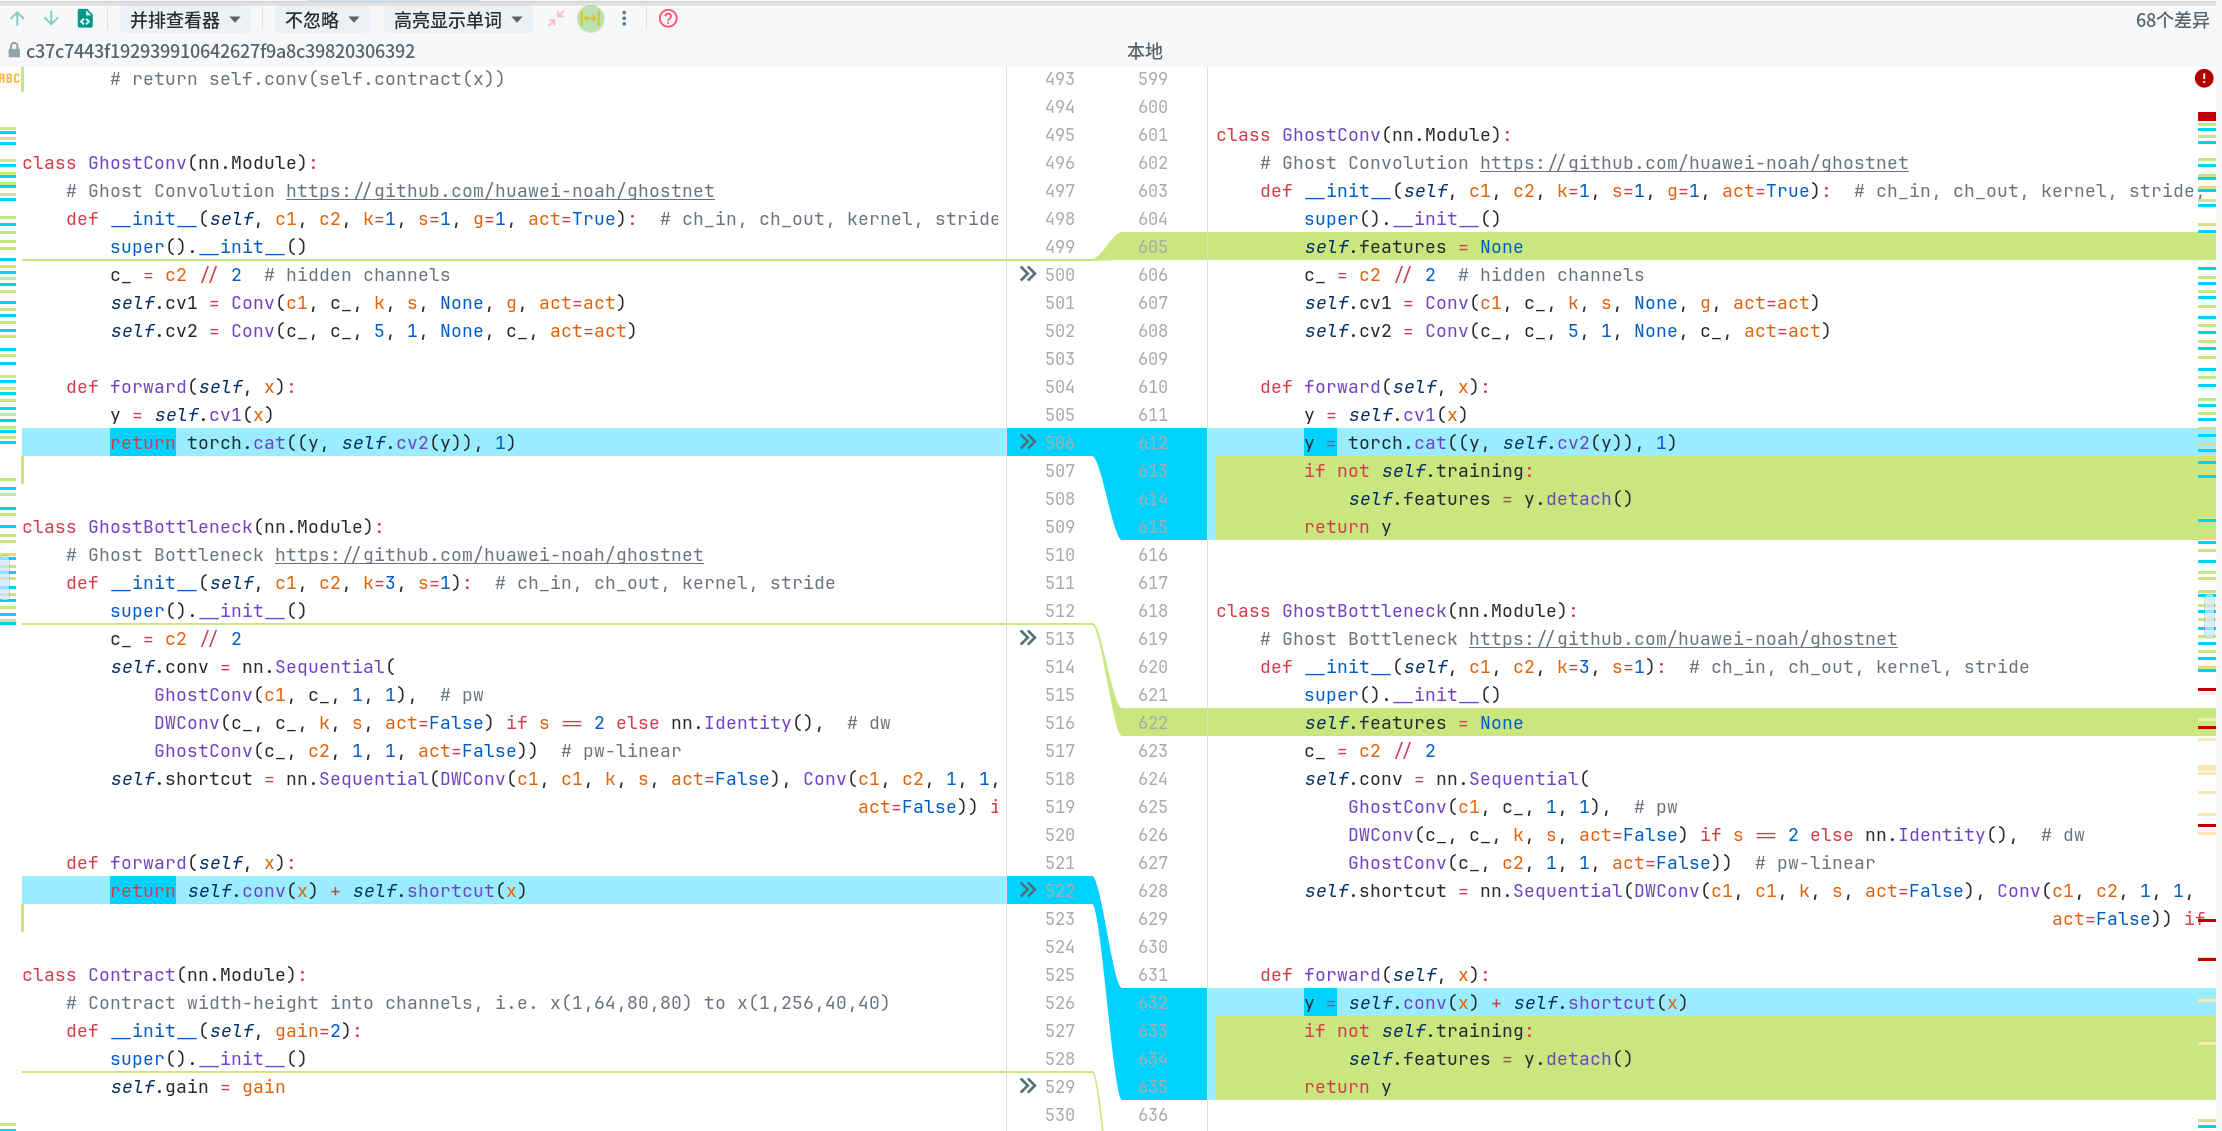 并排查看器 不忽略 高亮显示单词 68个差异
c37c7443f192939910642627f9a8c39820306392 本地
# return self.conv(self.contract(x)) 493 599
494 600
495 601 class GhostConv(nn.Module):
class GhostConv(nn.Module): 496 602 # Ghost Convolution https://github.com/huawei-noah/ghostnet
# Ghost Convolution https://github.com/huawei-noah/ghostnet 497 603 def __init__(self, c1, c2, k=1, s=1, g=1, act=True): # ch_in, ch_out, kernel, stride,
def __init__(self, c1, c2, k=1, s=1, g=1, act=True): # ch_in, ch_out, kernel, stride 498 604 super().__init__()
super().__init__() 499 605 self.features = None
c_ = c2 // 2 # hidden channels 500 606 c_ = c2 // 2 # hidden channels
self.cv1 = Conv(c1, c_, k, s, None, g, act=act) 501 607 self.cv1 = Conv(c1, c_, k, s, None, g, act=act)
self.cv2 = Conv(c_, c_, 5, 1, None, c_, act=act) 502 608 self.cv2 = Conv(c_, c_, 5, 1, None, c_, act=act)
503 609
def forward(self, x): 504 610 def forward(self, x):
y = self.cv1(x) 505 611 y = self.cv1(x)
return torch.cat((y, self.cv2(y)), 1) 506 612 y = torch.cat((y, self.cv2(y)), 1)
507 613 if not self.training:
508 614 self.features = y.detach()
class GhostBottleneck(nn.Module): 509 615 return y
# Ghost Bottleneck https://github.com/huawei-noah/ghostnet 510 616
def __init__(self, c1, c2, k=3, s=1): # ch_in, ch_out, kernel, stride 511 617
super().__init__() 512 618 class GhostBottleneck(nn.Module):
c_ = c2 // 2 513 619 # Ghost Bottleneck https://github.com/huawei-noah/ghostnet
self.conv = nn.Sequential( 514 620 def __init__(self, c1, c2, k=3, s=1): # ch_in, ch_out, kernel, stride
GhostConv(c1, c_, 1, 1), # pw 515 621 super().__init__()
DWConv(c_, c_, k, s, act=False) if s == 2 else nn.Identity(), # dw 516 622 self.features = None
GhostConv(c_, c2, 1, 1, act=False)) # pw-linear 517 623 c_ = c2 // 2
self.shortcut = nn.Sequential(DWConv(c1, c1, k, s, act=False), Conv(c1, c2, 1, 1, 518 624 self.conv = nn.Sequential(
act=False)) i 519 625 GhostConv(c1, c_, 1, 1), # pw
520 626 DWConv(c_, c_, k, s, act=False) if s == 2 else nn.Identity(), # dw
def forward(self, x): 521 627 GhostConv(c_, c2, 1, 1, act=False)) # pw-linear
return self.conv(x) + self.shortcut(x) 522 628 self.shortcut = nn.Sequential(DWConv(c1, c1, k, s, act=False), Conv(c1, c2, 1, 1,
523 629 act=False)) if
524 630
class Contract(nn.Module): 525 631 def forward(self, x):
# Contract width-height into channels, i.e. x(1,64,80,80) to x(1,256,40,40) 526 632 y = self.conv(x) + self.shortcut(x)
def __init__(self, gain=2): 527 633 if not self.training:
super().__init__() 528 634 self.features = y.detach()
self.gain = gain 529 635 return y
530 636